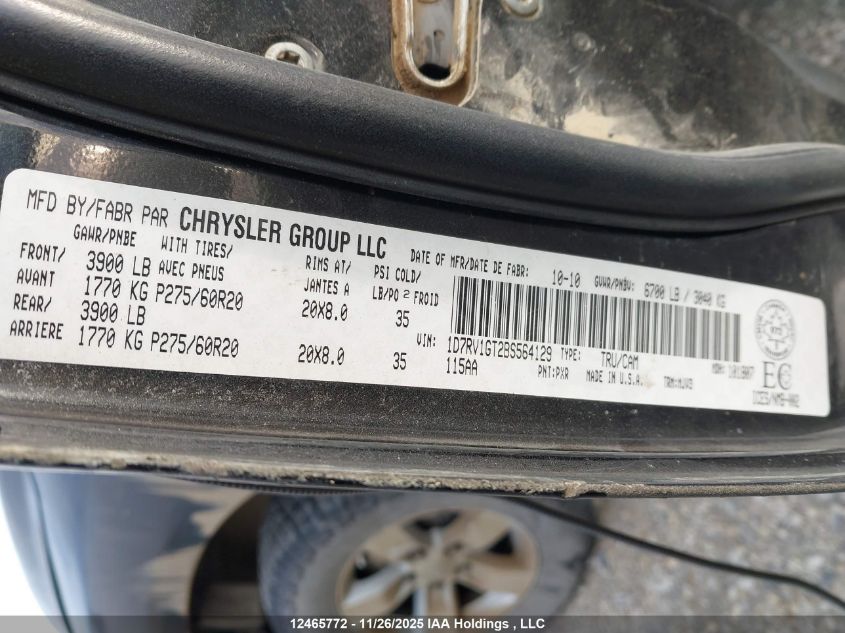 MFD BY/FABR PAR CHRYSLER GROUP LLC DATE OF MFR/DATE DE FABR: 10-10 GVWR/PNBV: 6700 LB / 3040 KG
GAWR/PNBE WITH TIRES/ RIMS AT/ PSI COLD/
FRONT/ 3900 LB AVEC PNEUS JANTES A LB/PO2 FROID
AVANT 1770 KG P275/60R20 20X8.0 35
REAR/ 3900 LB
ARRIERE 1770 KG P275/60R20 20X8.0 35
VIN: 1D7RV1GT2BS564129 TYPE: TRU/CAM
115AA PNT:PXR MADE IN U.S.A. TRM:MJV9
EC
12465772 - 11/26/2025 IAA Holdings , LLC